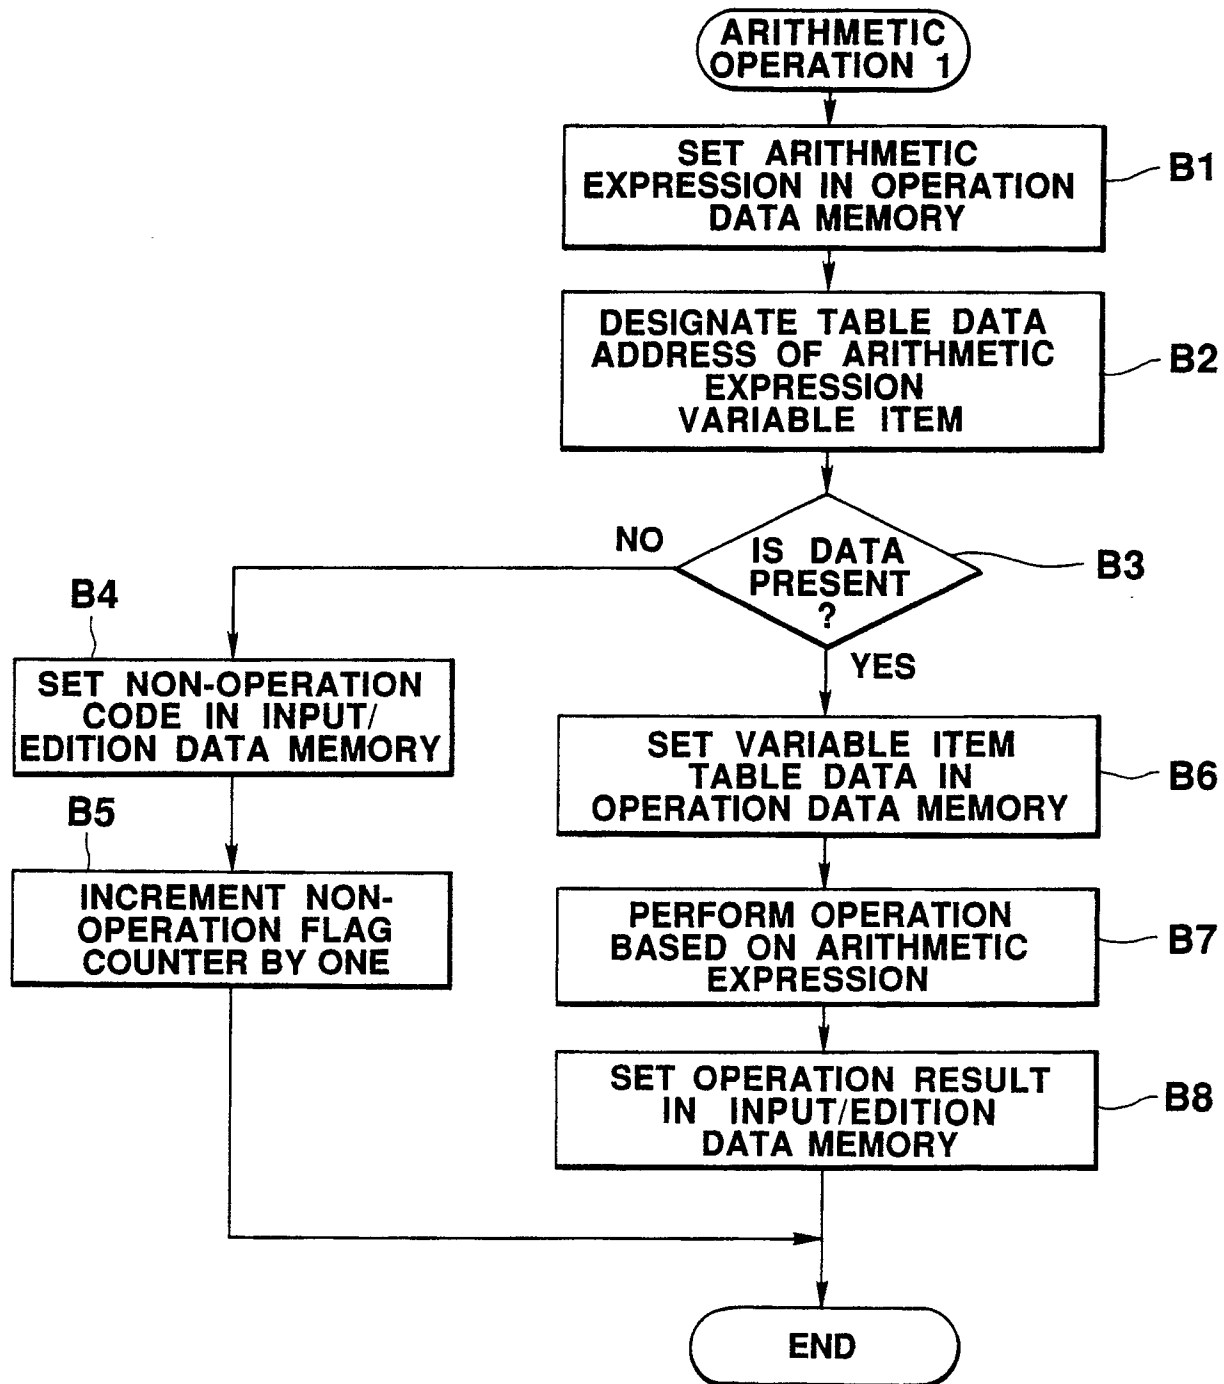 ARITHMETIC
OPERATION 1
SET ARITHMETIC
EXPRESSION IN OPERATION
DATA MEMORY
B1
DESIGNATE TABLE DATA
ADDRESS OF ARITHMETIC
EXPRESSION
VARIABLE ITEM
B2
IS DATA
PRESENT
?
B3
NO
YES
B4
SET NON-OPERATION
CODE IN INPUT/
EDITION DATA MEMORY
B5
INCREMENT NON-
OPERATION FLAG
COUNTER BY ONE
SET VARIABLE ITEM
TABLE DATA IN
OPERATION DATA MEMORY
B6
PERFORM OPERATION
BASED ON ARITHMETIC
EXPRESSION
B7
SET OPERATION RESULT
IN INPUT/EDITION
DATA MEMORY
B8
END